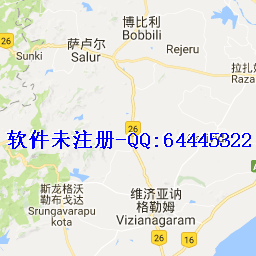 博比利
Bobbili
萨卢尔
Salur
Rejeru
26
Sunki
拉扎
Raza
26
软件未注册-QQ:64445322
斯龙格沃
勒布戈达
Srungavarapu
kota
维济亚讷
格勒姆
Vizianagaram
26
16